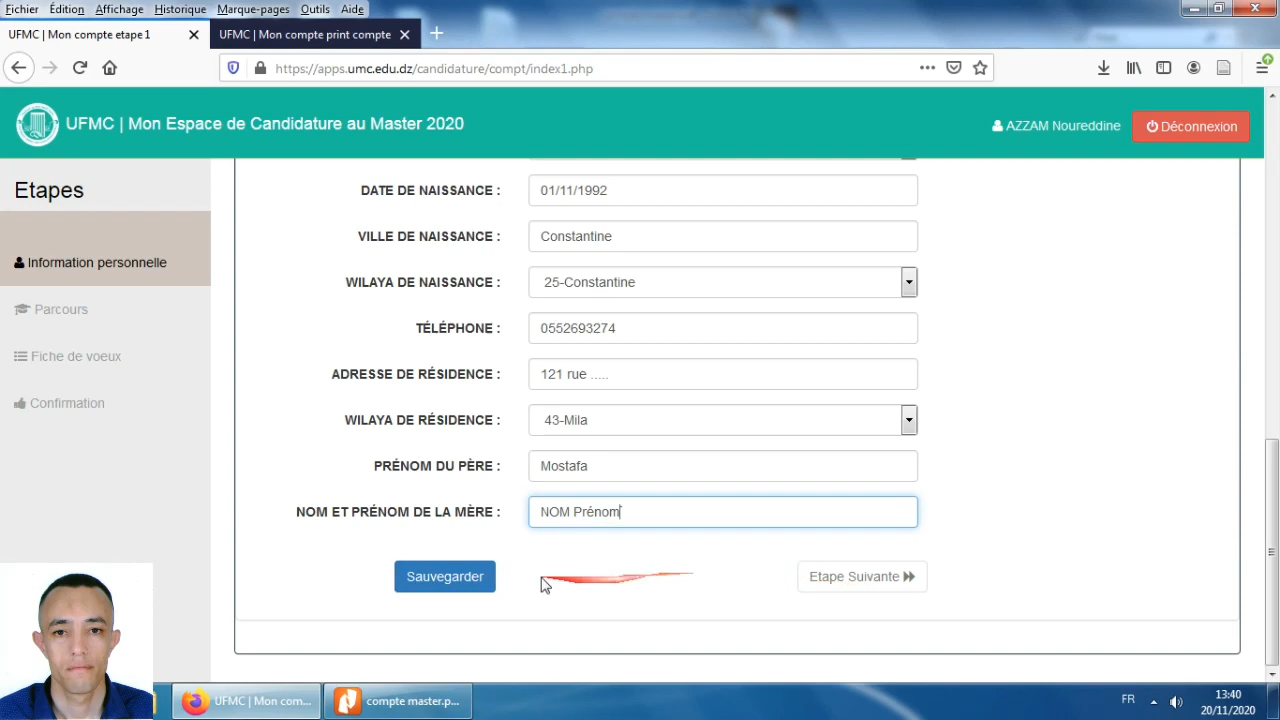 Fichier Édition Affichage Historique Marque-pages Outils Aide
UFMC | Mon compte etape 1
UFMC | Mon compte print compte
https://apps.umc.edu.dz/candidature/compt/index1.php
UFMC | Mon Espace de Candidature au Master 2020
AZZAM Noureddine
Déconnexion
Etapes
Information personnelle
Parcours
Fiche de voeux
Confirmation
DATE DE NAISSANCE : 01/11/1992
VILLE DE NAISSANCE : Constantine
WILAYA DE NAISSANCE : 25-Constantine
TÉLÉPHONE : 0552693274
ADRESSE DE RÉSIDENCE : 121 rue .....
WILAYA DE RÉSIDENCE : 43-Mila
PRÉNOM DU PÈRE : Mostafa
NOM ET PRÉNOM DE LA MÈRE : NOM Prénom
Sauvegarder
Etape Suivante
UFMC | Mon com...
compte master.p...
FR
13:40
20/11/2020